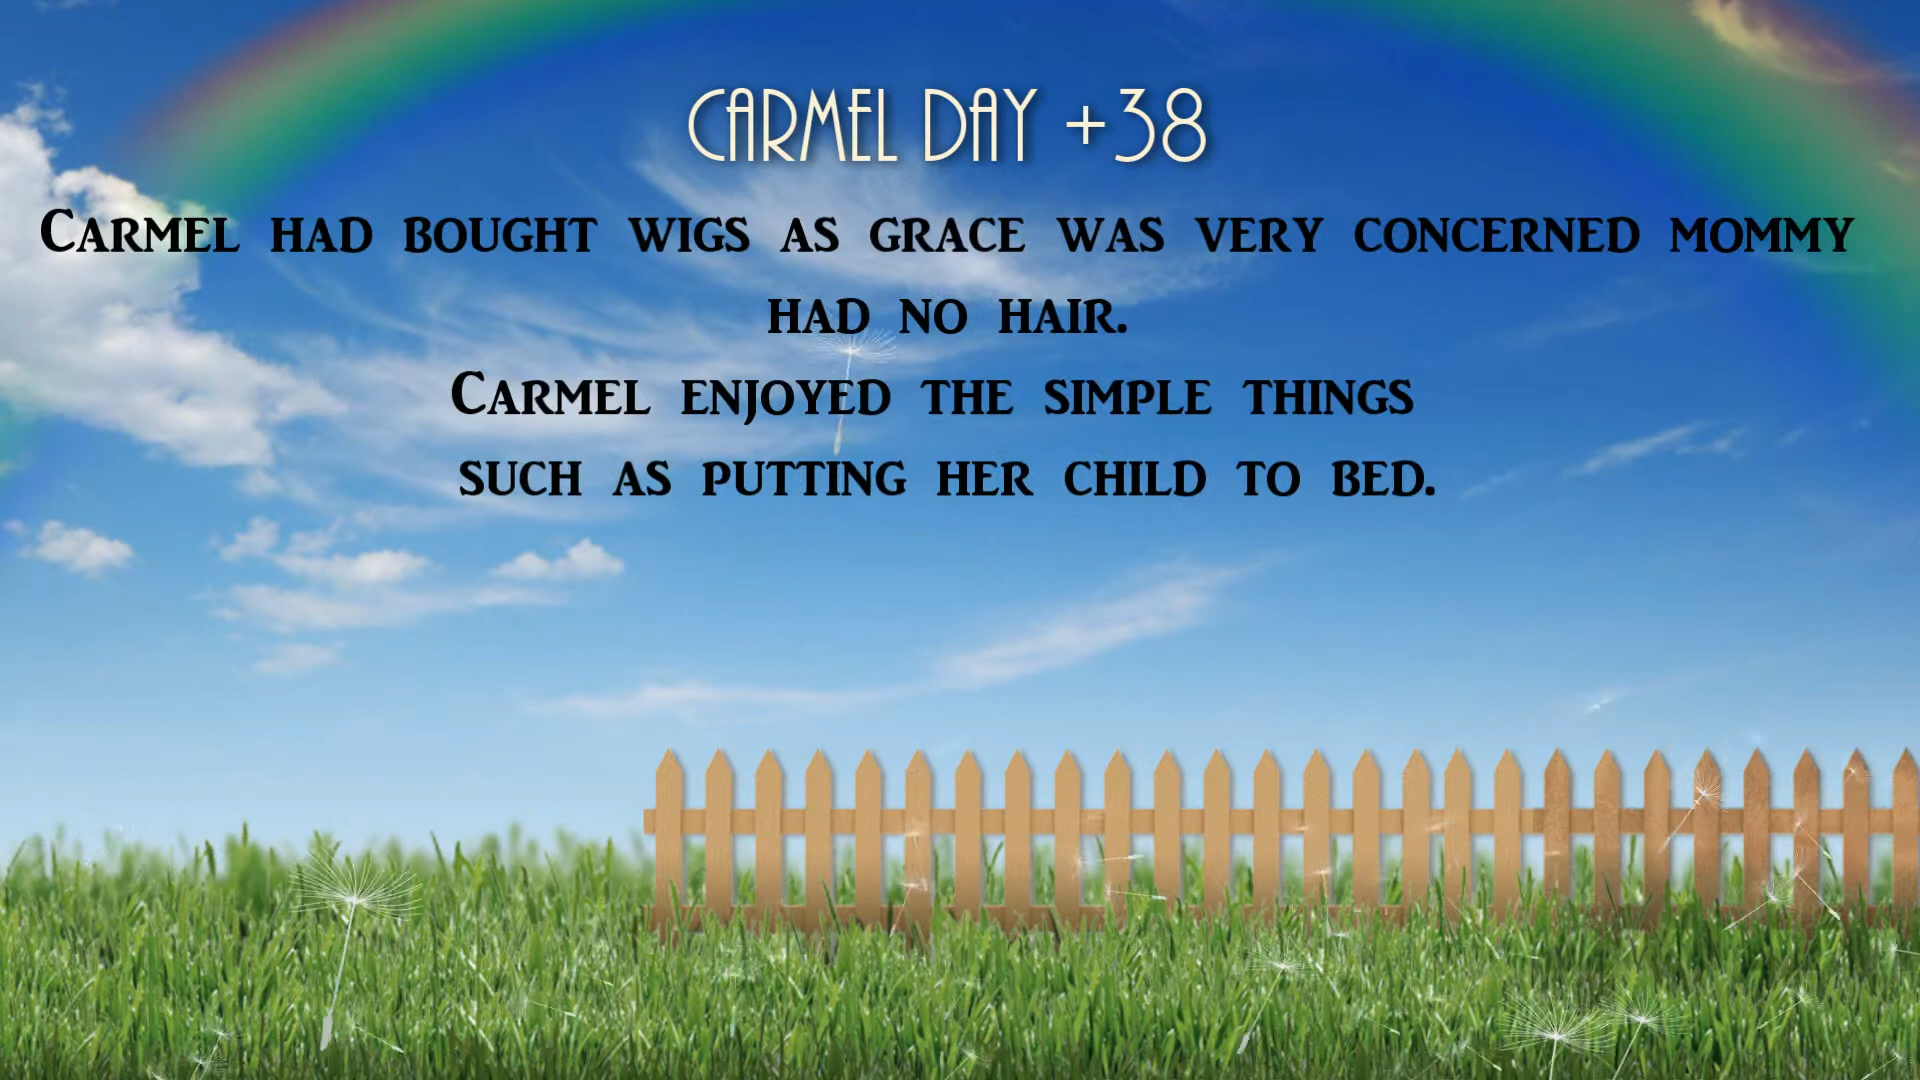 CARMEL DAY +38
Carmel had bought wigs as grace was very concerned mommy
had no hair.
Carmel enjoyed the simple things
such as putting her child to bed.